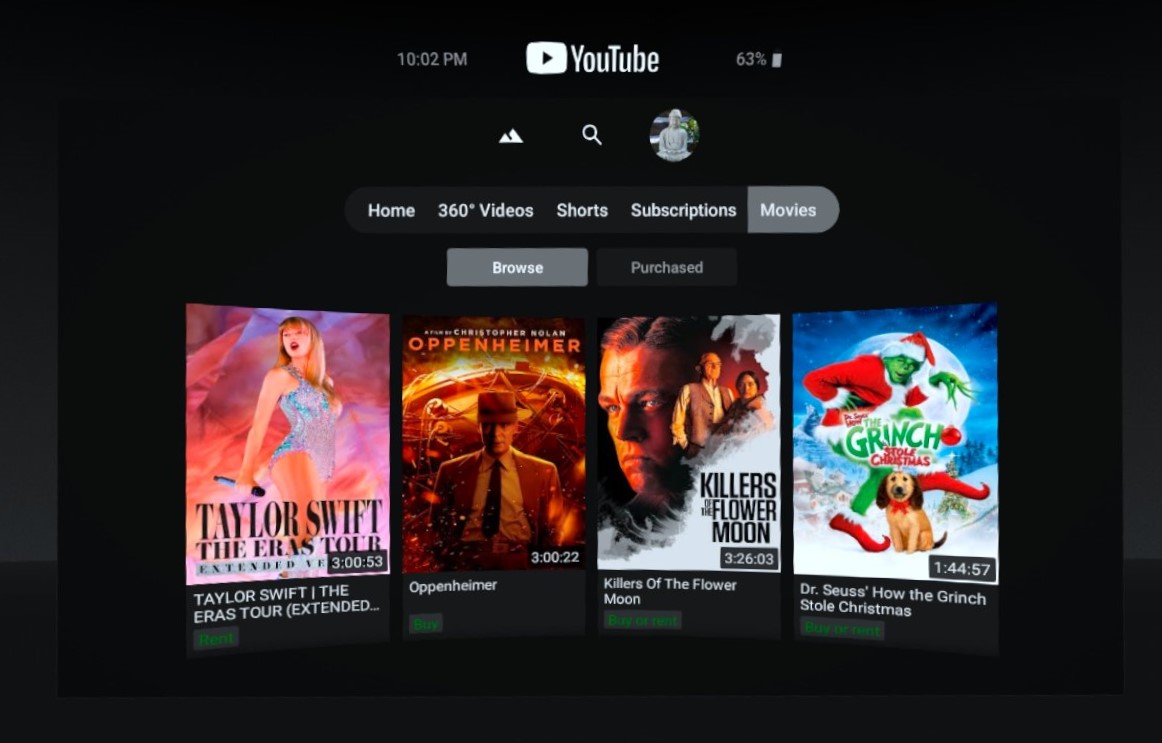 10:02 PM
YouTube
63%
Home 360° Videos Shorts Subscriptions Movies
Browse Purchased
TAYLOR SWIFT
THE ERAS TOUR
EXTENDED VE
3:00:53
TAYLOR SWIFT | THE
ERAS TOUR (EXTENDED...
Rent
A FILM BY CHRISTOPHER NOLAN
OPPENHEIMER
3:00:22
Oppenheimer
Buy
KILLERS
OF THE FLOWER
MOON
3:26:03
Killers Of The Flower
Moon
Buy or rent
Dr. Seuss'
HOW THE
GRINCH
STOLE
CHRISTMAS
1:44:57
Dr. Seuss' How the Grinch
Stole Christmas
Buy or rent